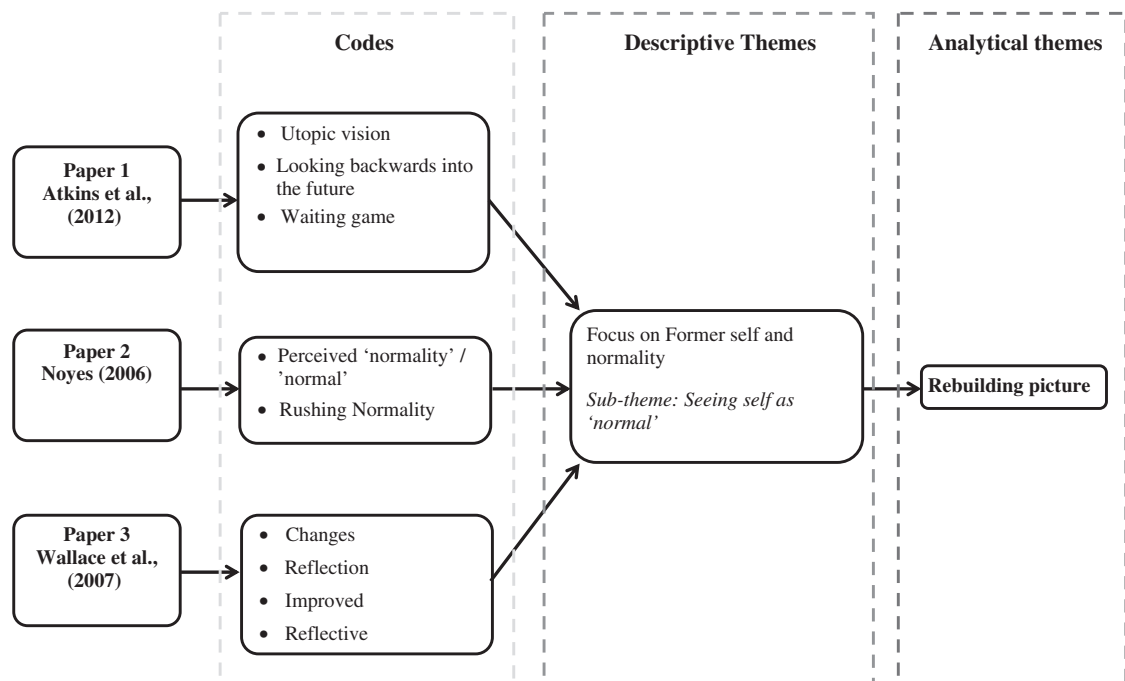 Codes
Descriptive Themes
Analytical themes
Paper 1
Atkins et al.,
(2012)
• Utopic vision
• Looking backwards into
the future
• Waiting game
Paper 2
Noyes (2006)
• Perceived ‘normality’ /
’normal’
• Rushing Normality
Paper 3
Wallace et al.,
(2007)
• Changes
• Reflection
• Improved
• Reflective
Focus on Former self and
normality
Sub-theme: Seeing self as
‘normal’
Rebuilding picture